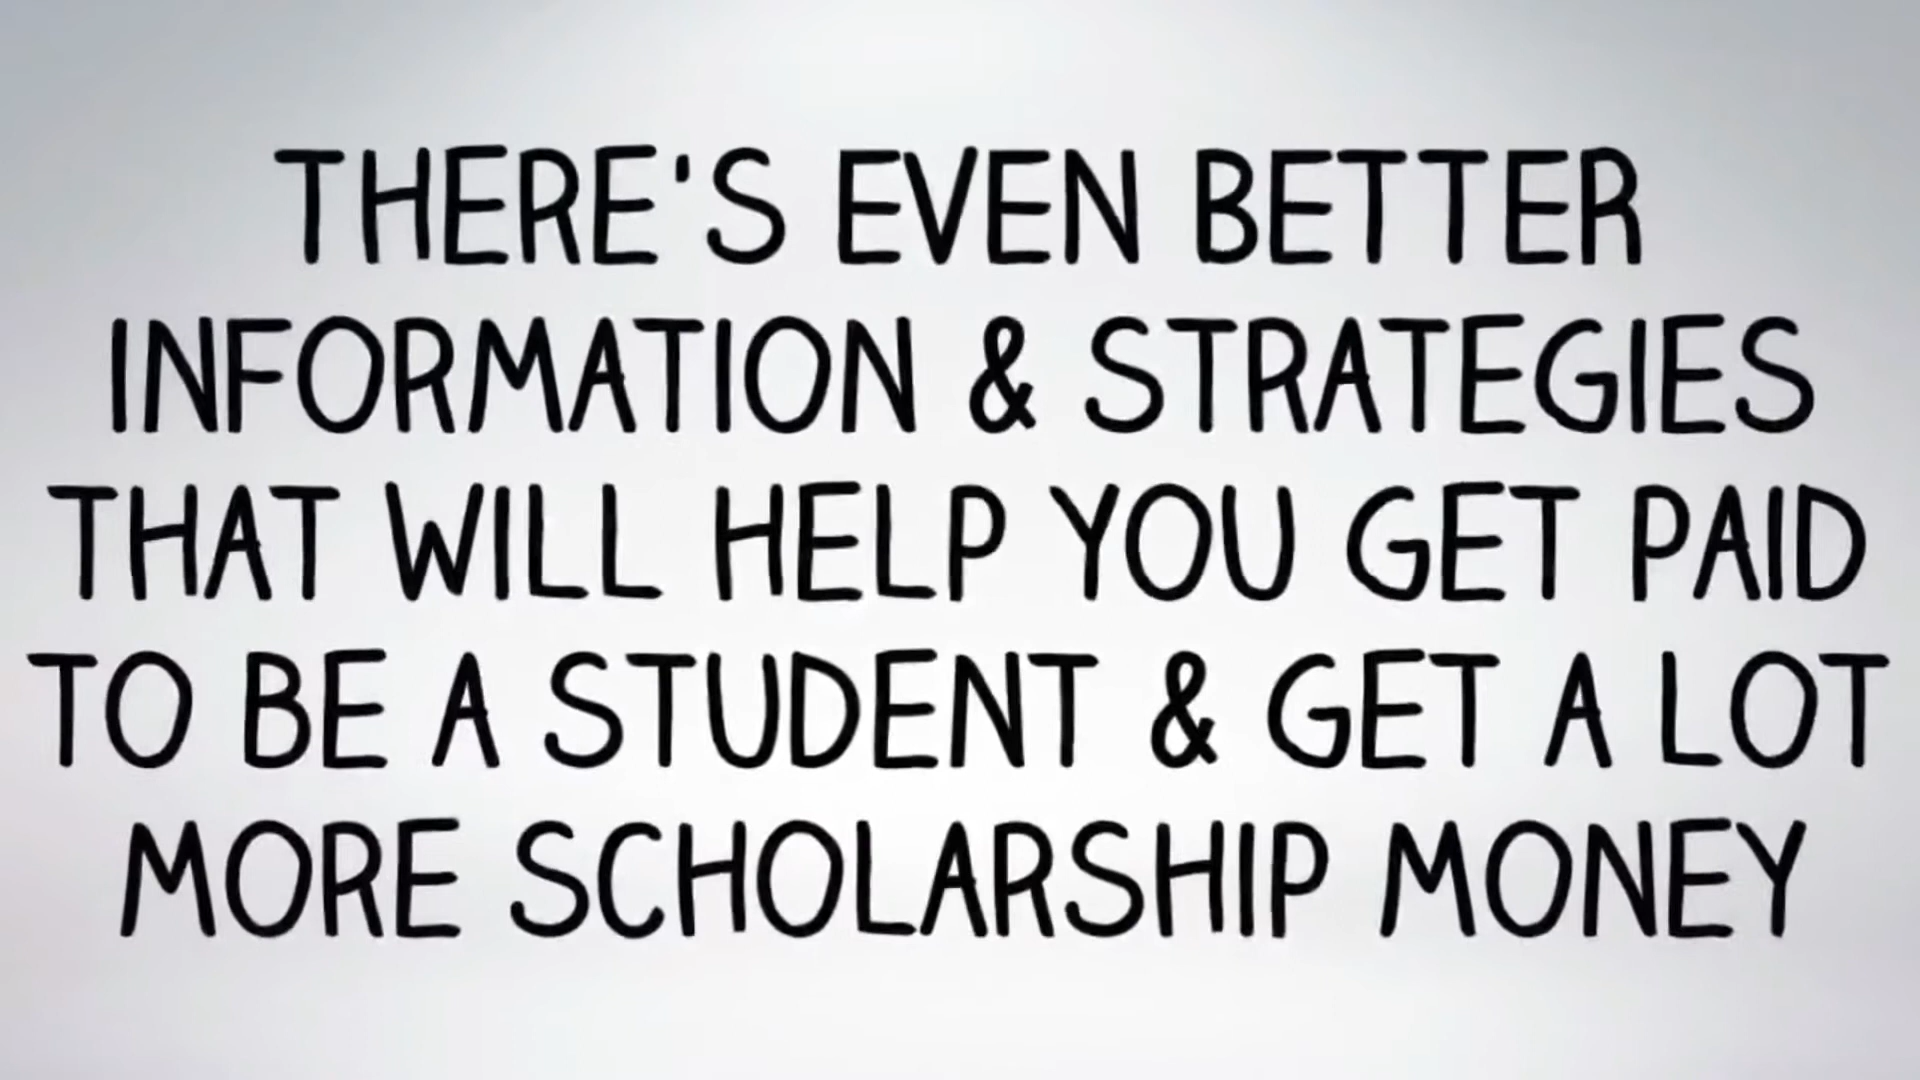 THERE'S EVEN BETTER
INFORMATION & STRATEGIES
THAT WILL HELP YOU GET PAID
TO BE A STUDENT & GET A LOT
MORE SCHOLARSHIP MONEY